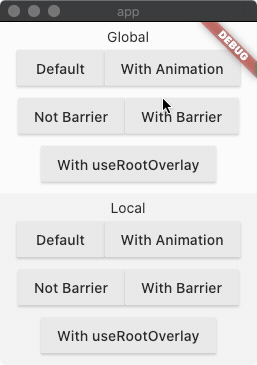 app
DEBUG
Global
Default With Animation
Not Barrier With Barrier
With useRootOverlay
Local
Default With Animation
Not Barrier With Barrier
With useRootOverlay